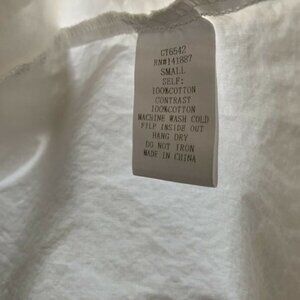 CT6542
RN#141887
SMALL
SELF:
100%COTTON
CONTRAST
100%COTTON
MACHINE WASH COLD
FILP INSIDE OUT
HANG DRY
DO NOT IRON
MADE IN CHINA